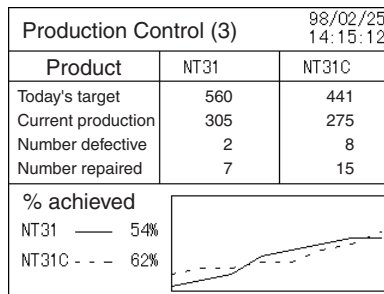 Production Control (3) 98/02/25
14:15:12
Product NT31 NT31C
Today's target 560 441
Current production 305 275
Number defective 2 8
Number repaired 7 15
% achieved
NT31 —— 54%
NT31C - - - 62%